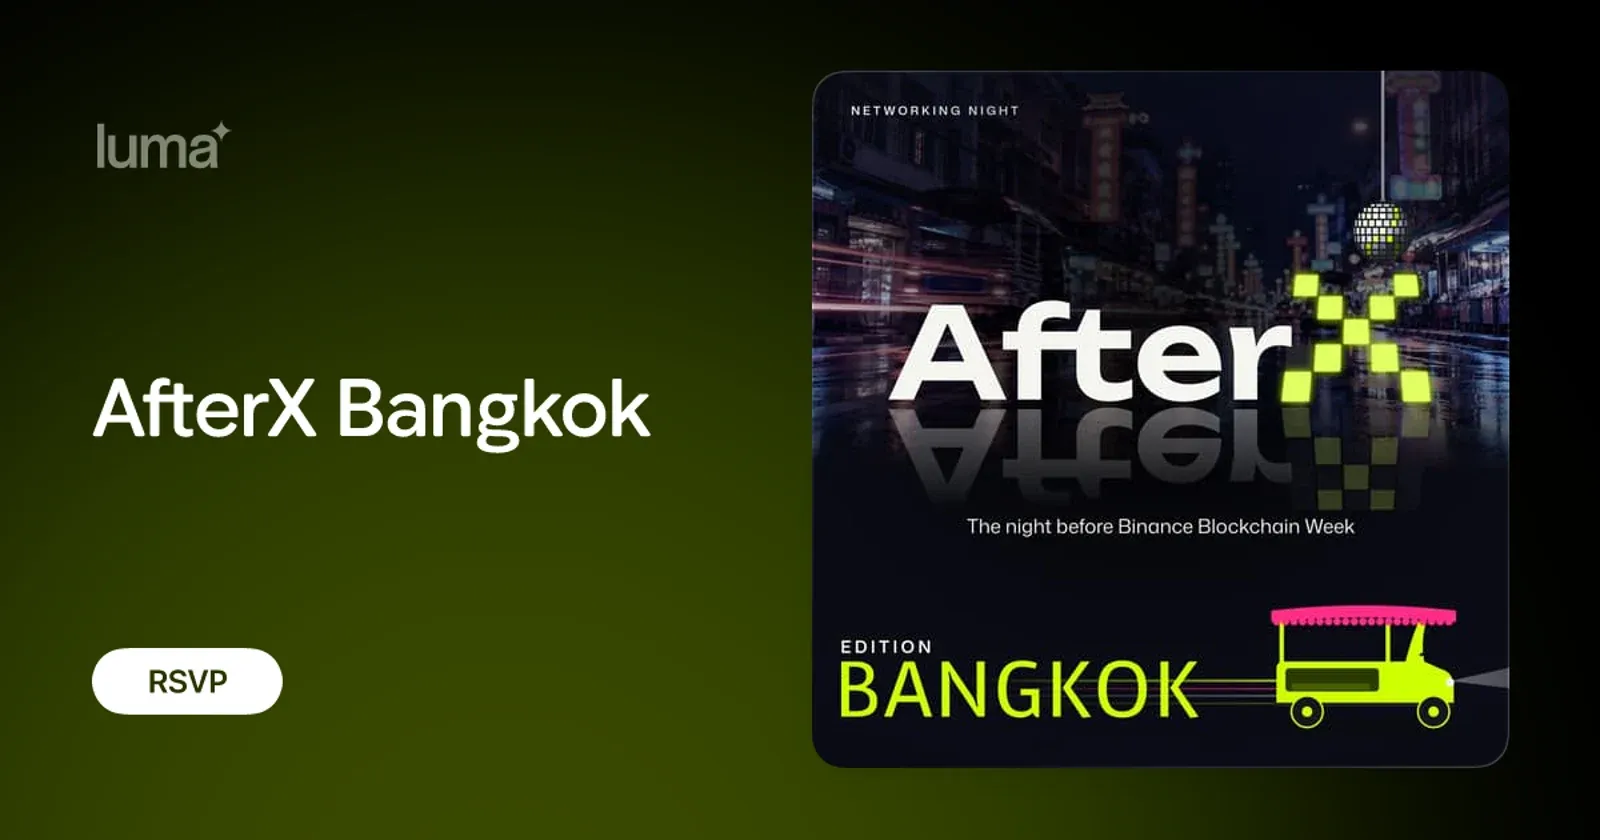 luma
AfterX Bangkok
RSVP
NETWORKING NIGHT
AfterX
The night before Binance Blockchain Week
EDITION
BANGKOK